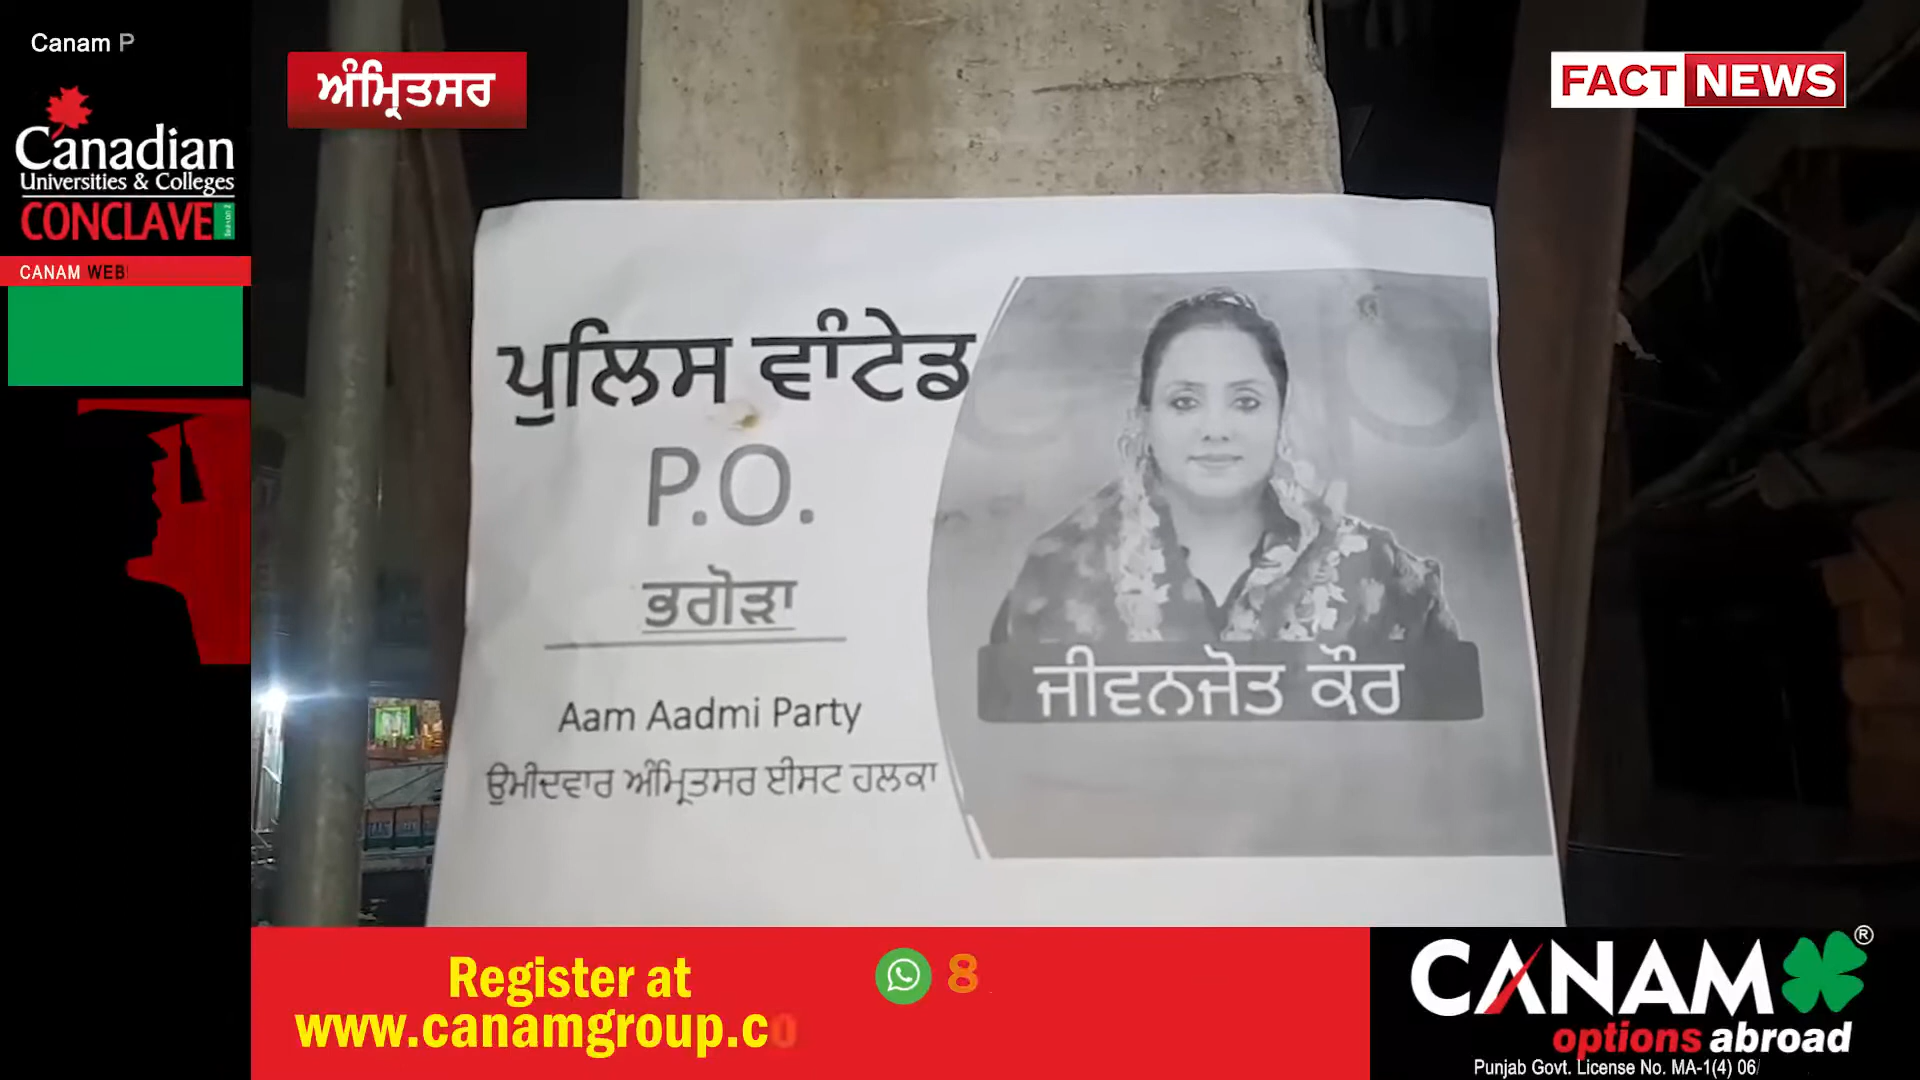 Canam P
Canadian
Universities & Colleges
CONCLAVE
CANAM WEB
ਅੰਮ੍ਰਿਤਸਰ
FACT NEWS
ਪੁਲਿਸ ਵਾਂਟੇਡ
P.O.
ਭਗੋੜਾ
Aam Aadmi Party
ਉਮੀਦਵਾਰ ਅੰਮ੍ਰਿਤਸਰ ਈਸਟ ਹਲਕਾ
ਜੀਵਨਜੋਤ ਕੌਰ
Register at
www.canamgroup.co
8
CANAM®
options abroad
Punjab Govt. License No. MA-1(4) 06